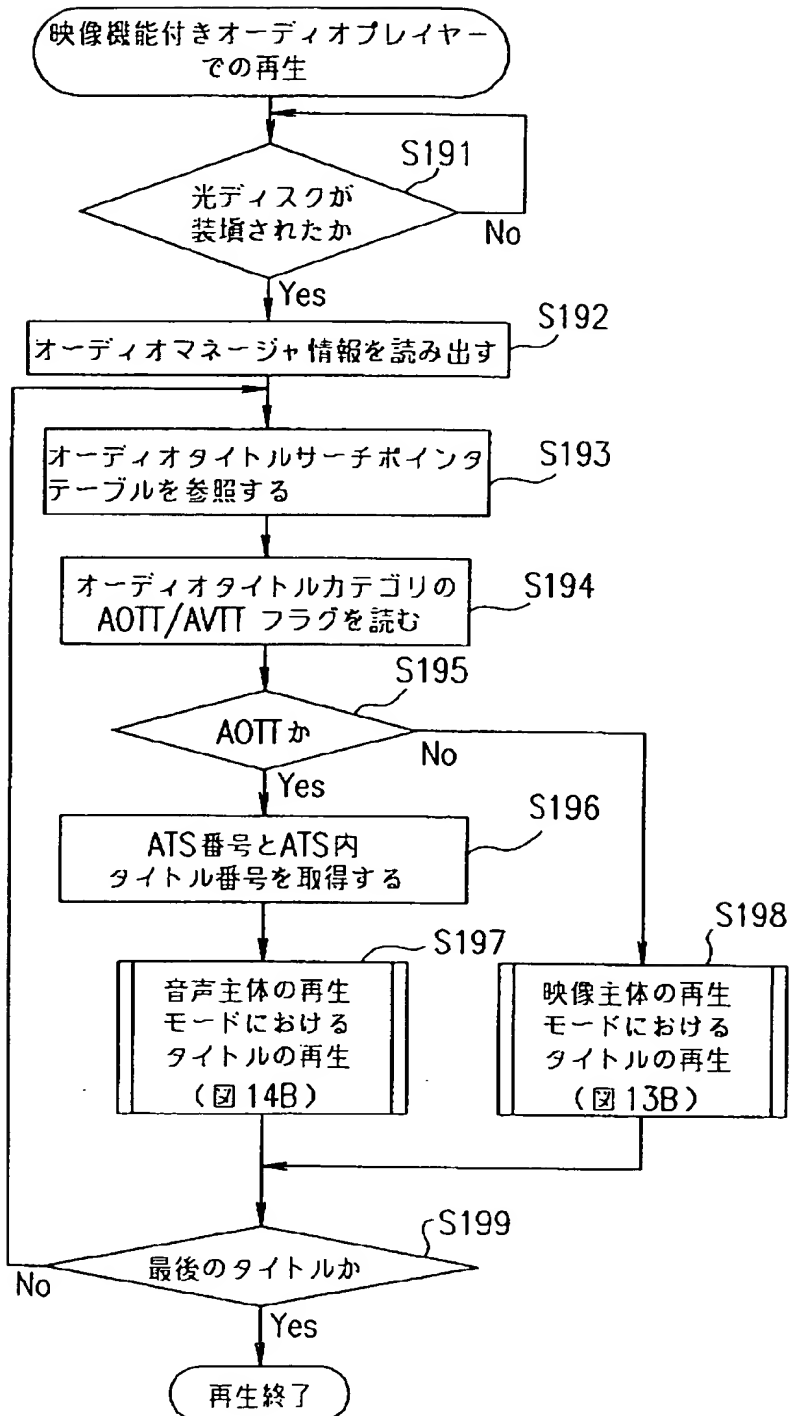 映像機能付きオーディオプレイヤー
での再生
S191
光ディスクが
装填されたか
No
Yes
S192
オーディオマネージャ情報を読み出す
S193
オーディオタイトルサーチポインタ
テーブルを参照する
S194
オーディオタイトルカテゴリの
AOTT/AVTT フラグを読む
S195
AOTTか
No
Yes
S196
ATS番号とATS内
タイトル番号を取得する
S197
音声主体の再生
モードにおける
タイトルの再生
(図14B)
S198
映像主体の再生
モードにおける
タイトルの再生
(図13B)
S199
最後のタイトルか
No
Yes
再生終了